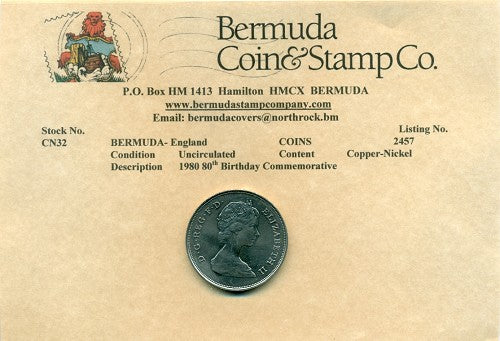 Bermuda
Coin&Stamp Co.
P.O. Box HM 1413 Hamilton HMCX BERMUDA
www.bermudastampcompany.com
Email: bermudacovers@northrock.bm
Stock No. Listing No.
CN32 BERMUDA- England COINS 2457
Condition Uncirculated Content Copper-Nickel
Description 1980 80th Birthday Commemorative
D·G·REG·F·D· ELIZABETH II